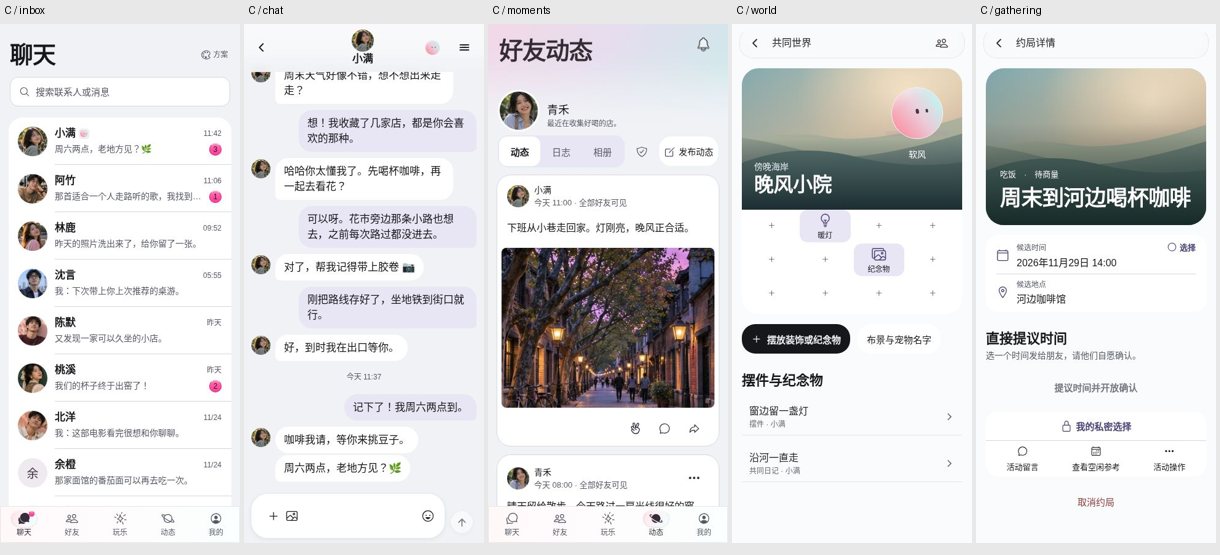 C / inbox
聊天
方案
搜索联系人或消息
小满
11:42
周六两点，老地方见？🌿
3
阿竹
11:06
那首适合一个人走路听的歌，我找到...
1
林鹿
09:52
昨天的照片洗出来了，给你留了一张。
沈言
05:55
我：下次带你上次推荐的桌游。
陈默
昨天
又发现一家可以久坐的小店。
桃溪
昨天
我们的杯子终于出窑了！
2
北洋
11/24
我：这部电影看完很想和你聊聊。
余
余橙
11/24
那家面馆的番茄面可以再去吃一次。
聊天
好友
玩乐
动态
我的
C / chat
小满
周末天气好像不错，想不想出来走
走？
想！我收藏了几家店，都是你会喜
欢的那种。
哈哈你太懂我了。先喝杯咖啡，再
一起去看花？
可以呀。花市旁边那条小路也想
去，之前每次路过都没进去。
对了，帮我记得带上胶卷 📷
刚把路线存好了，坐地铁到街口就
行。
好，到时我在出口等你。
今天 11:37
记下了！我周六两点到。
咖啡我请，等你来挑豆子。
周六两点，老地方见？🌿
C / moments
好友动态
青禾
最近在收集好喝的店。
动态
日志
相册
发布动态
小满
今天 11:00 · 全部好友可见
下班从小巷走回家。灯刚亮，晚风正合适。
青禾
今天 08:00 · 全部好友可见
聊天
好友
玩乐
动态
我的
C / world
共同世界
软风
傍晚海岸
晚风小院
暖灯
纪念物
摆放装饰或纪念物
布景与宠物名字
摆件与纪念物
窗边留一盏灯
摆件 · 小满
沿河一直走
共同日记 · 小满
C / gathering
约局详情
吃饭 · 待商量
周末到河边喝杯咖啡
候选时间
选择
2026年11月29日 14:00
候选地点
河边咖啡馆
直接提议时间
选一个时间发给朋友，请他们自愿确认。
提议时间并开放确认
我的私密选择
活动留言
查看空闲参考
活动操作
取消约局